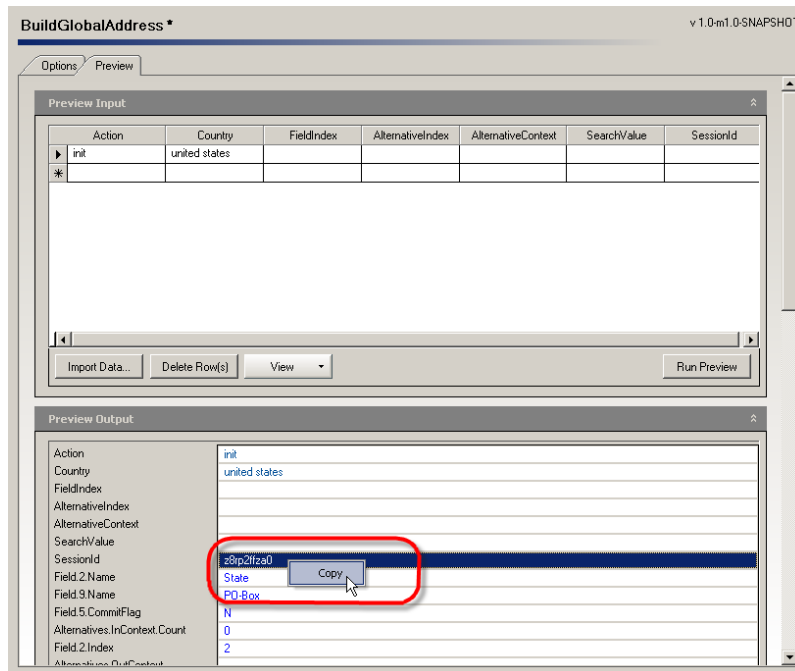 BuildGlobalAddress *
v 1.0-m1.0-SNAPSHOT
Options Preview
Preview Input
Action Country FieldIndex AlternativeIndex AlternativeContext SearchValue SessionId
init united states
*
Import Data... Delete Row(s) View Run Preview
Preview Output
Action init
Country united states
FieldIndex
AlternativeIndex
AlternativeContext
SearchValue
SessionId z8rp2ffza0
Copy
Field.2.Name State
Field.9.Name PO-Box
Field.5.CommitFlag N
Alternatives.InContext.Count 0
Field.2.Index 2
Alternatives.OutContext